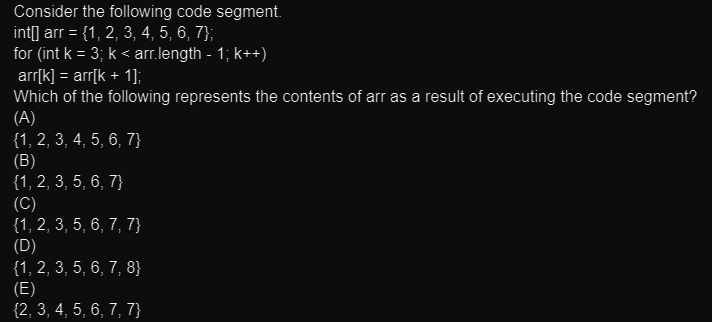 Consider the following code segment.
int[] arr = {1, 2, 3, 4, 5, 6, 7};
for (int k = 3; k < arr.length - 1; k++)
arr[k] = arr[k + 1];
Which of the following represents the contents of arr as a result of executing the code segment?
(A)
{1, 2, 3, 4, 5, 6, 7}
(B)
{1, 2, 3, 5, 6, 7}
(C)
{1, 2, 3, 5, 6, 7, 7}
(D)
{1, 2, 3, 5, 6, 7, 8}
(E)
{2, 3, 4, 5, 6, 7, 7}